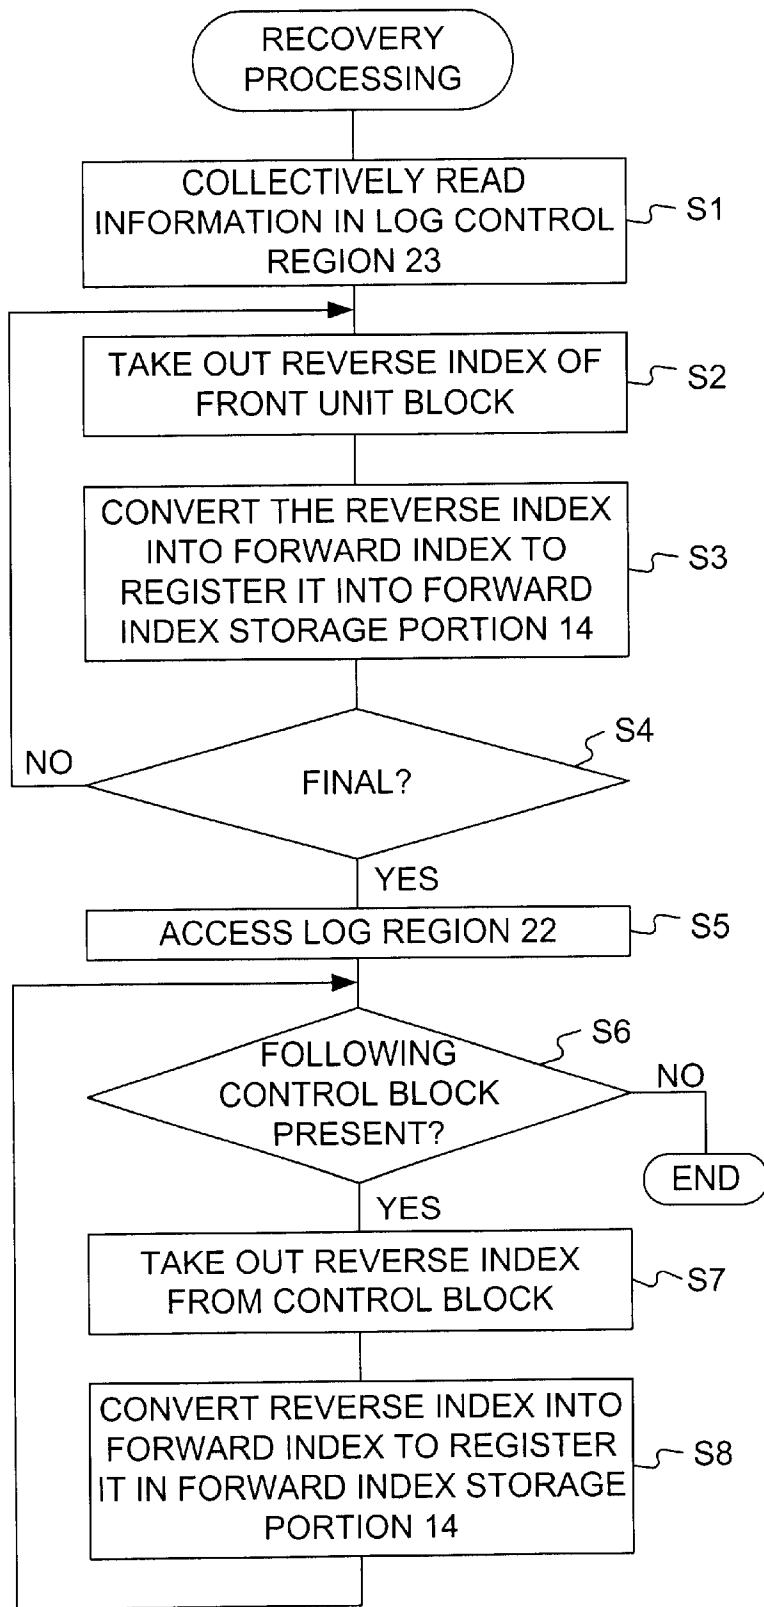 RECOVERY
PROCESSING
COLLECTIVELY READ
INFORMATION IN LOG CONTROL
REGION 23
S1
TAKE OUT REVERSE INDEX OF
FRONT UNIT BLOCK
S2
CONVERT THE REVERSE INDEX
INTO FORWARD INDEX TO
REGISTER IT INTO FORWARD
INDEX STORAGE PORTION 14
S3
S4
NO
FINAL?
YES
ACCESS LOG REGION 22
S5
S6
FOLLOWING
CONTROL BLOCK
PRESENT?
NO
END
YES
TAKE OUT REVERSE INDEX
FROM CONTROL BLOCK
S7
CONVERT REVERSE INDEX INTO
FORWARD INDEX TO REGISTER
IT IN FORWARD INDEX STORAGE
PORTION 14
S8